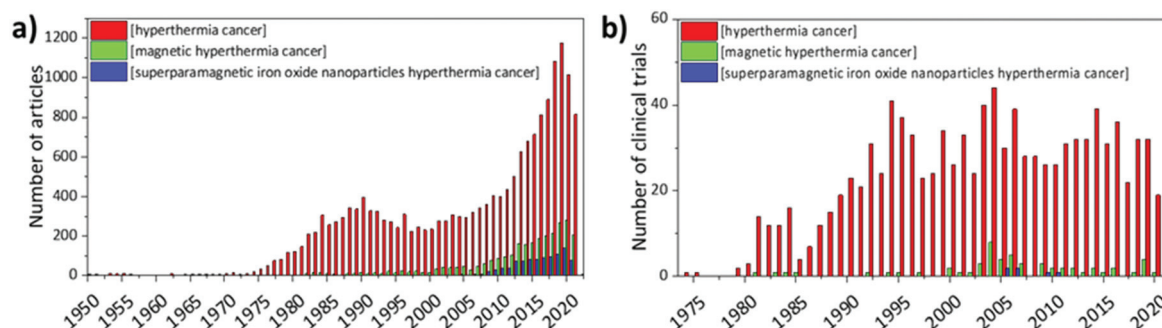 a)
[hyperthermia cancer]
[magnetic hyperthermia cancer]
[superparamagnetic iron oxide nanoparticles hyperthermia cancer]
Number of articles
1200
1000
800
600
400
200
0
1950 1955 1960 1965 1970 1975 1980 1985 1990 1995 2000 2005 2010 2015 2020
b)
[hyperthermia cancer]
[magnetic hyperthermia cancer]
[superparamagnetic iron oxide nanoparticles hyperthermia cancer]
Number of clinical trials
60
40
20
0
1975 1980 1985 1990 1995 2000 2005 2010 2015 2020